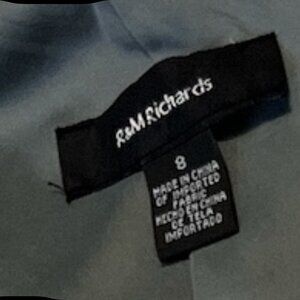 R&M Richards
8
MADE IN CHINA
OF IMPORTED
FABRIC
HECHO EN CHINA
DE TELA
IMPORTADO